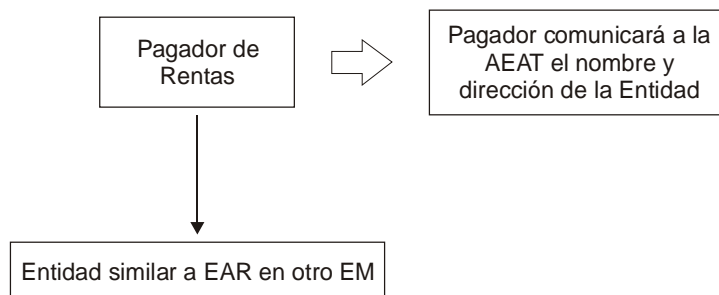 Pagador de
Rentas
Pagador comunicará a la
AEAT el nombre y
dirección de la Entidad
Entidad similar a EAR en otro EM